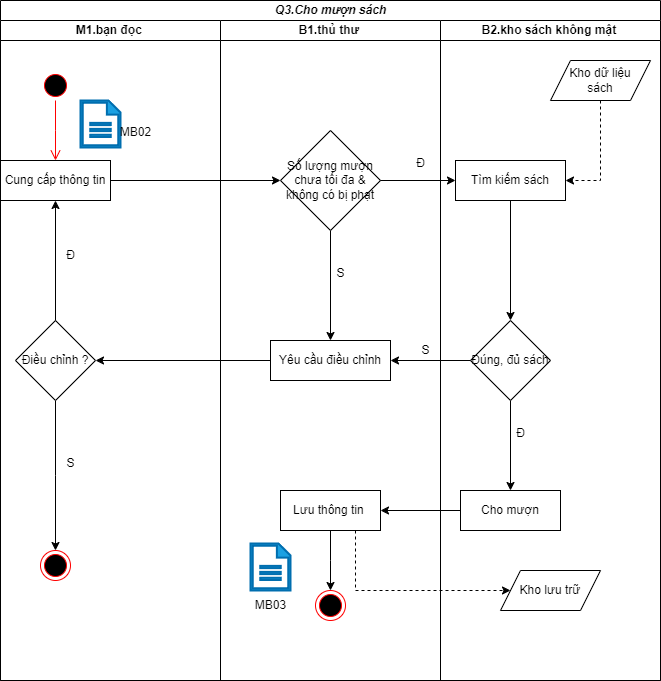 Q3.Cho mượn sách
M1.bạn đọc
B1.thủ thư
B2.kho sách không mật
Kho dữ liệu
sách
MB02
Cung cấp thông tin
Số lượng mượn
chưa tối đa &
không có bị phạt
Đ
Tìm kiếm sách
Đ
S
Điều chỉnh ?
Yêu cầu điều chỉnh
S
Đúng, đủ sách
Đ
S
Lưu thông tin
Cho mượn
MB03
Kho lưu trữ